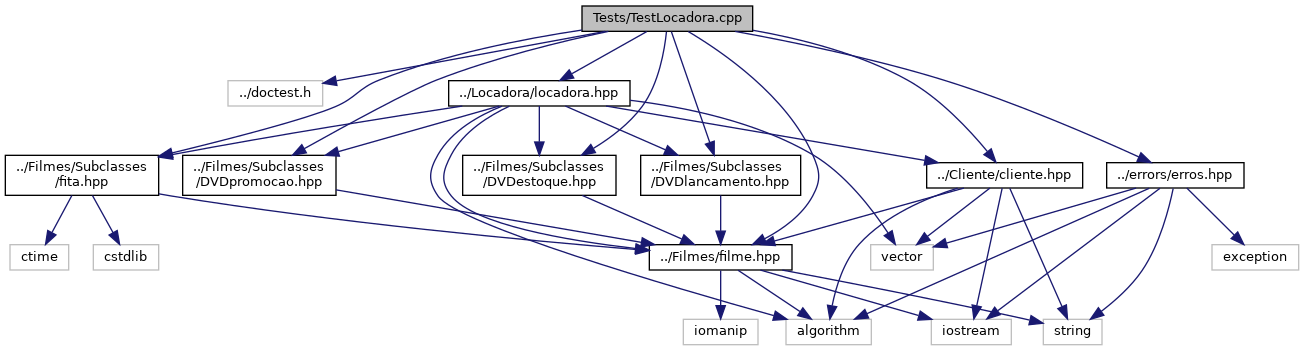 Tests/TestLocadora.cpp
../doctest.h
../Locadora/locadora.hpp
../Filmes/Subclasses
/fita.hpp
../Filmes/Subclasses
/DVDpromocao.hpp
../Filmes/Subclasses
/DVDestoque.hpp
../Filmes/Subclasses
/DVDlancamento.hpp
../Cliente/cliente.hpp
../errors/erros.hpp
ctime
cstdlib
../Filmes/filme.hpp
vector
exception
iomanip
algorithm
iostream
string